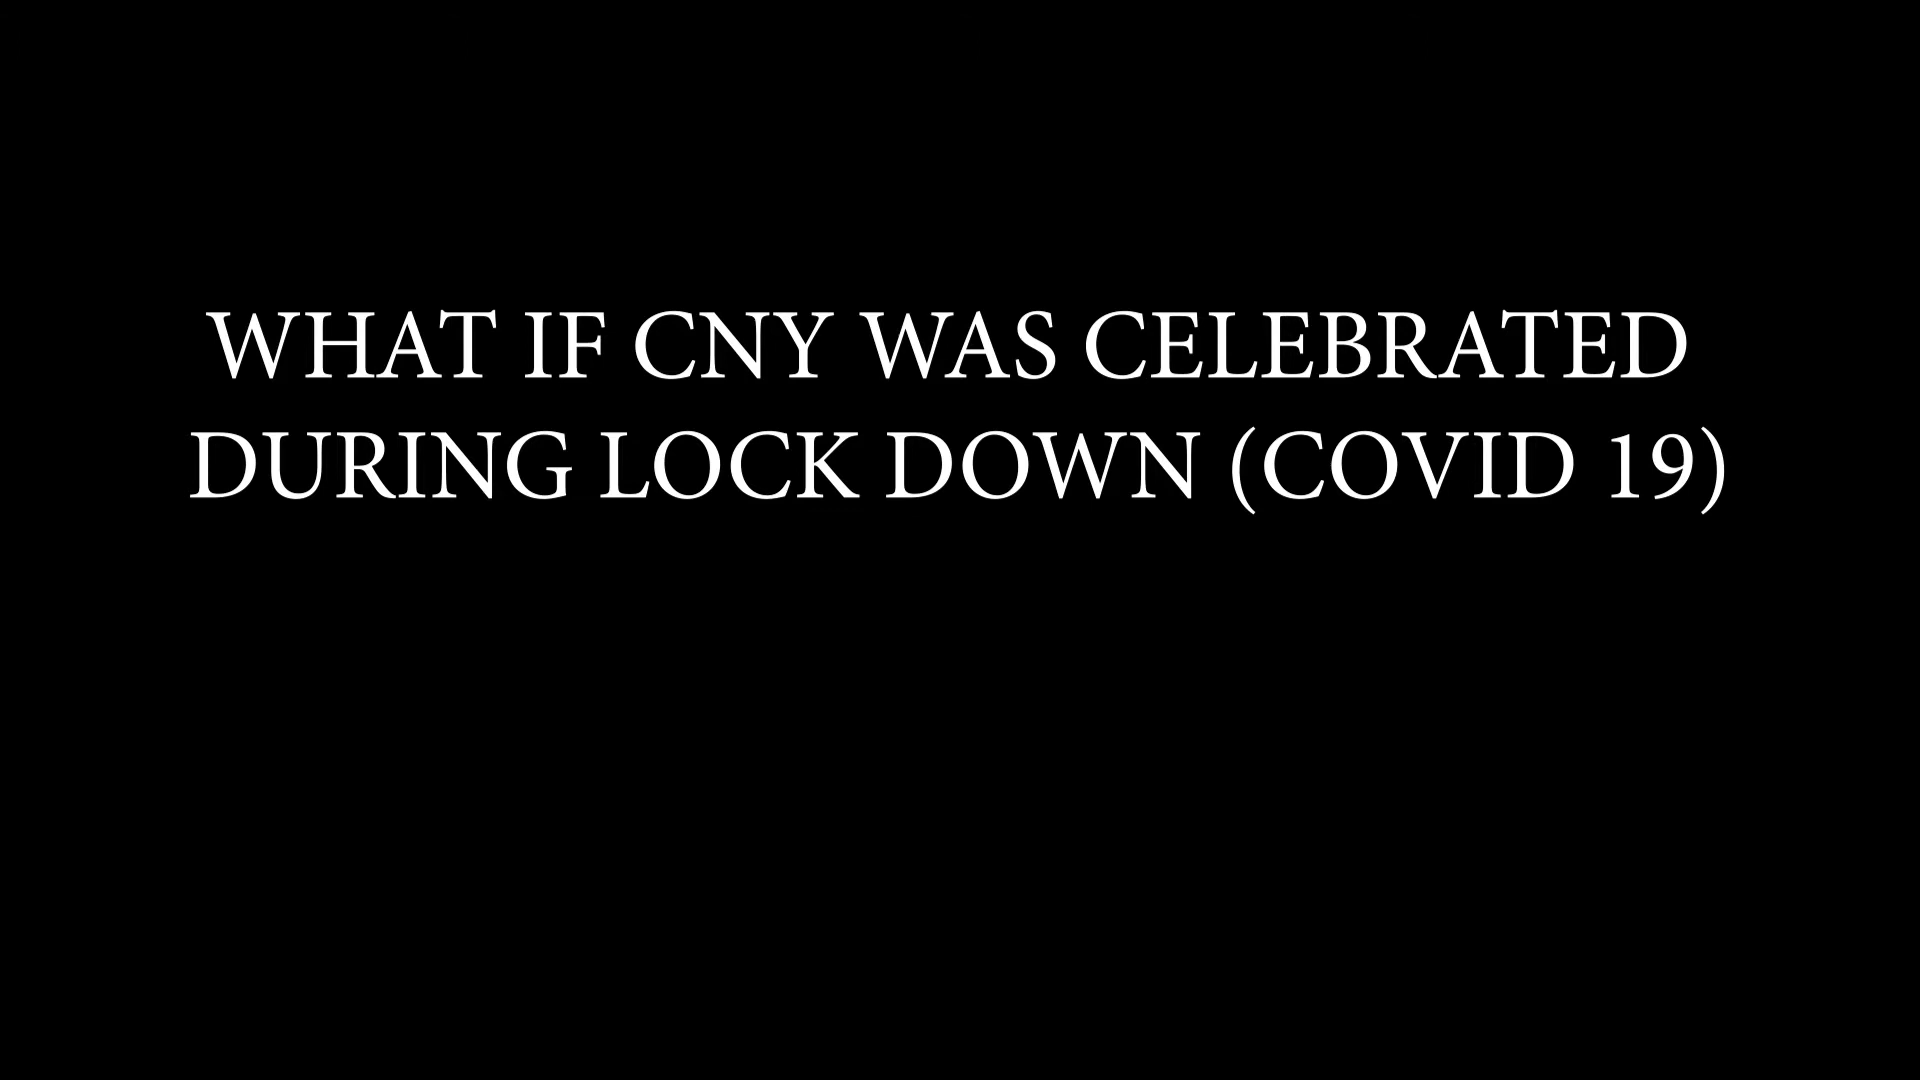 WHAT IF CNY WAS CELEBRATED
DURING LOCK DOWN (COVID 19)